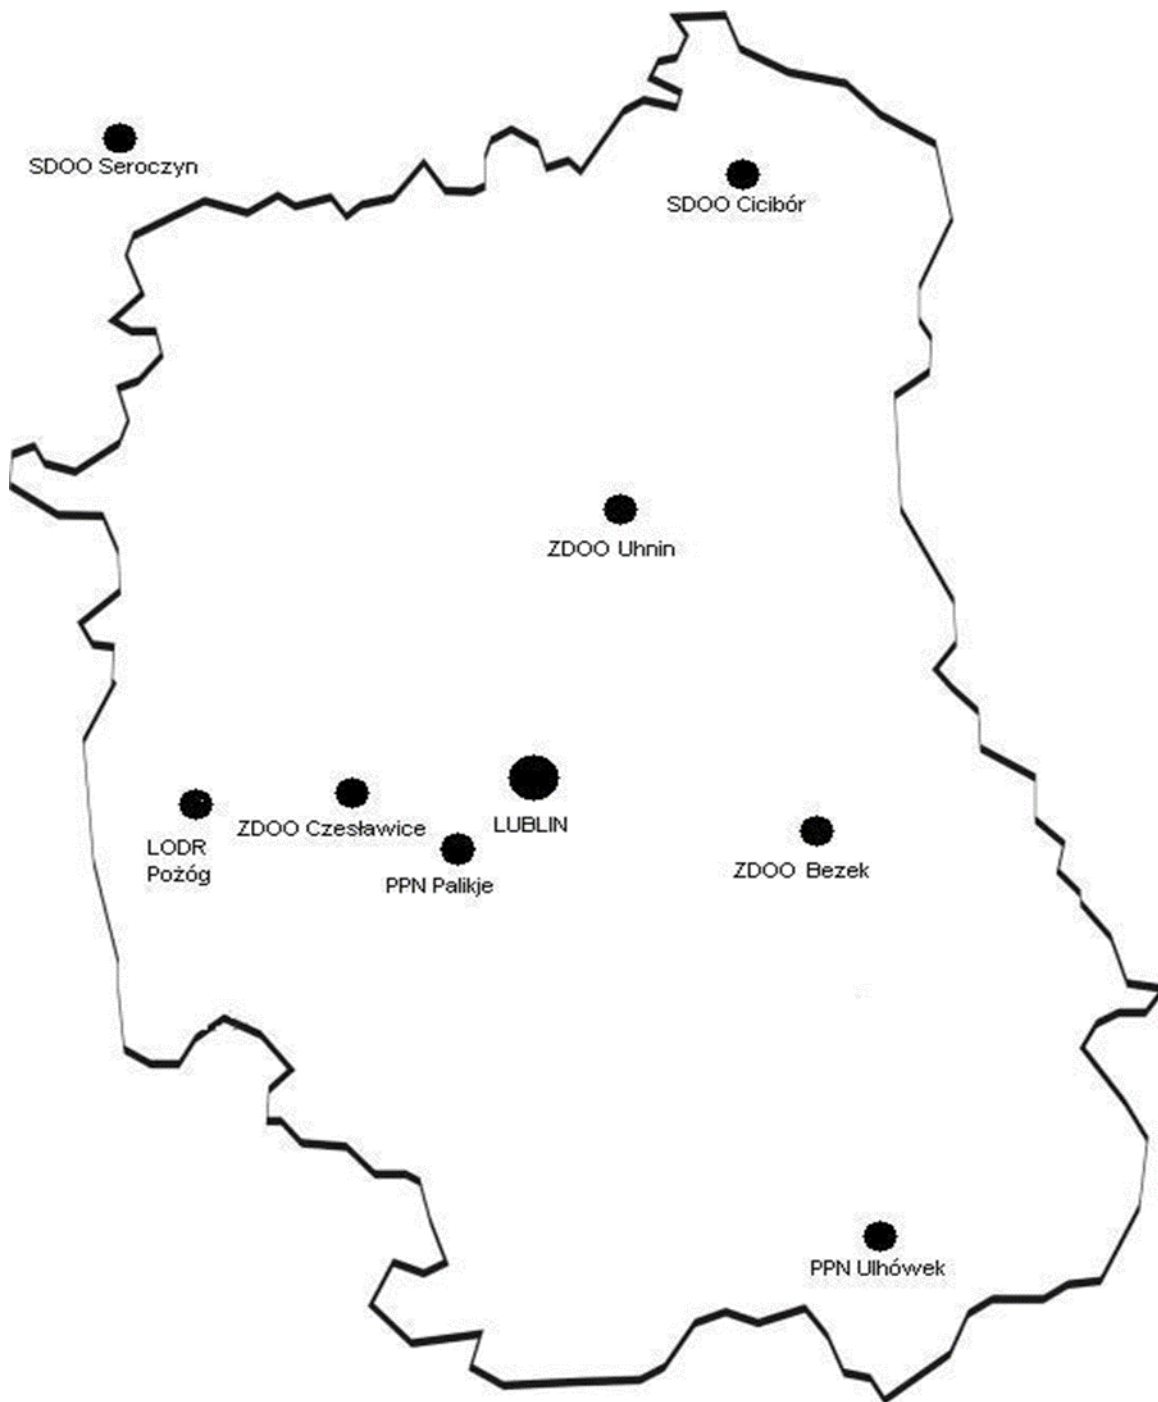 SDOO Seroczyn
SDOO Cicibór
ZDOO Uhnin
LODR
Pożóg
ZDOO Czesławice
LUBLIN
PPN Palikje
ZDOO Bezek
PPN Ulhówek